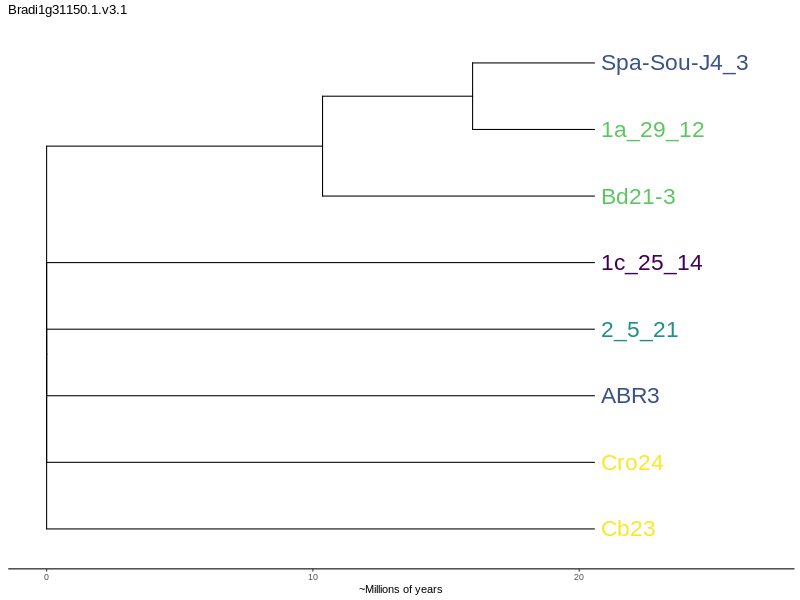 Bradi1g31150.1.v3.1
Spa-Sou-J4_3
1a_29_12
Bd21-3
1c_25_14
2_5_21
ABR3
Cro24
Cb23
0 10 20
~Millions of years